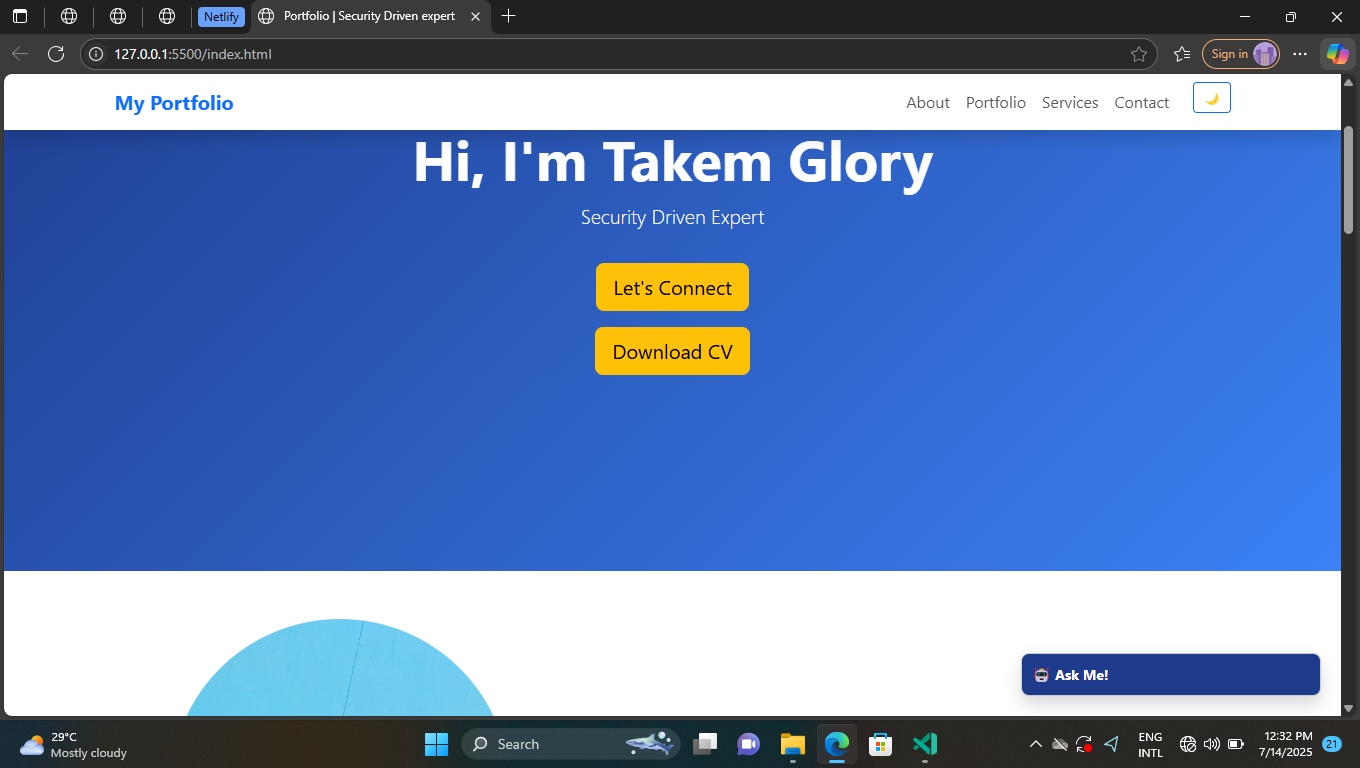 Netlify
Portfolio | Security Driven expert
127.0.0.1:5500/index.html
Sign in
My Portfolio
About Portfolio Services Contact
Hi, I'm Takem Glory
Security Driven Expert
Let's Connect
Download CV
Ask Me!
29°C
Mostly cloudy
Search
ENG
INTL
12:32 PM
7/14/2025
21